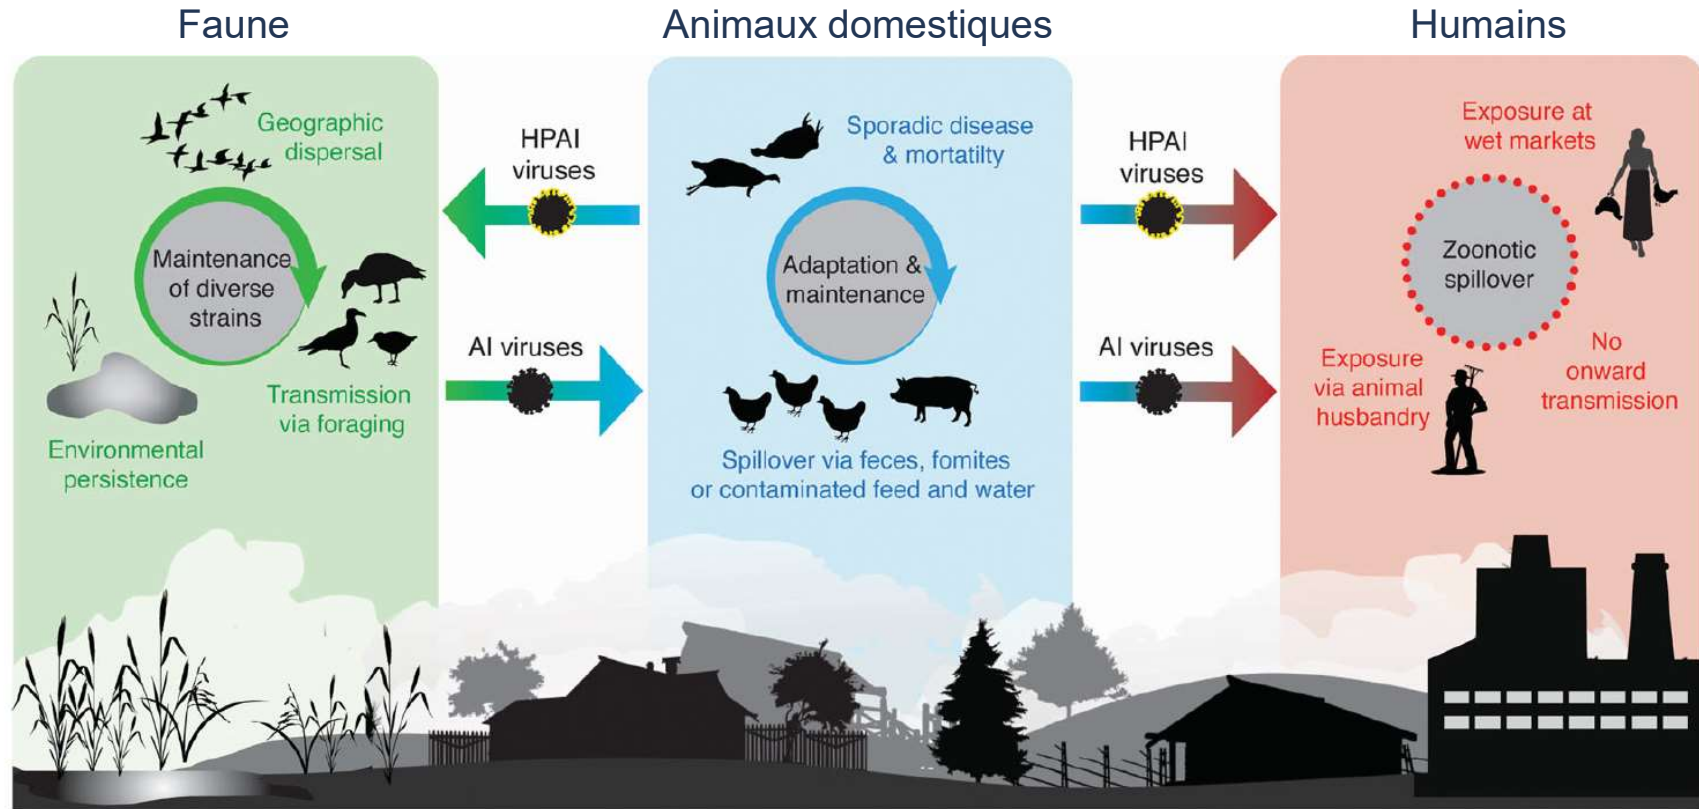 Faune
Animaux domestiques
Humains
Geographic
dispersal
Maintenance
of diverse
strains
Transmission
via foraging
Environmental
persistence
HPAI
viruses
AI viruses
Sporadic disease
& mortatilty
Adaptation &
maintenance
Spillover via feces, fomites
or contaminated feed and water
HPAI
viruses
AI viruses
Exposure at
wet markets
Zoonotic
spillover
Exposure
via animal
husbandry
No
onward
transmission